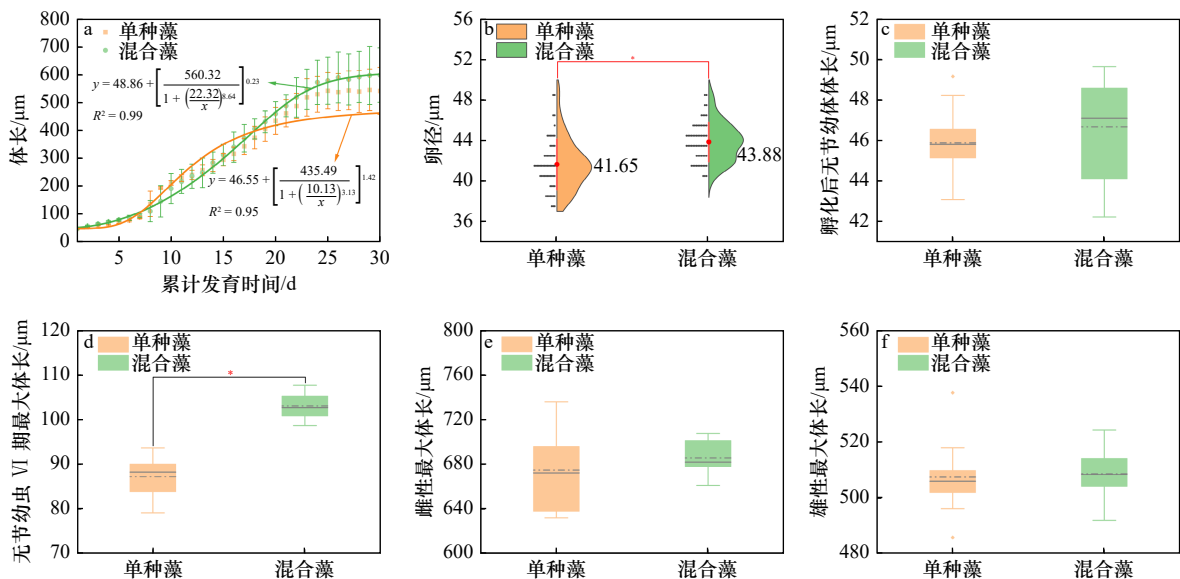 a
单种藻
混合藻
y = 48.86 + [560.32 / (1 + (22.32/x)^8.64)]^0.23
R² = 0.99
y = 46.55 + [435.49 / (1 + (10.13/x)^3.13)]^1.42
R² = 0.95
体长/μm
800
700
600
500
400
300
200
100
0
5
10
15
20
25
30
累计发育时间/d
b
单种藻
混合藻
*
41.65
43.88
卵径/μm
56
52
48
44
40
36
单种藻
混合藻
c
单种藻
混合藻
孵化后无节幼体体长/μm
52
50
48
46
44
42
单种藻
混合藻
d
单种藻
混合藻
*
无节幼虫 Ⅵ 期最大体长/μm
120
110
100
90
80
70
单种藻
混合藻
e
单种藻
混合藻
雌性最大体长/μm
800
760
720
680
640
600
单种藻
混合藻
f
单种藻
混合藻
雄性最大体长/μm
560
540
520
500
480
单种藻
混合藻